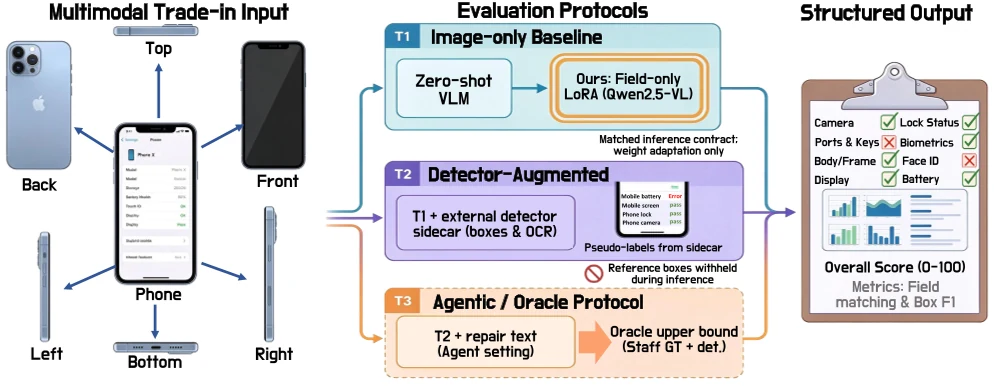 Multimodal Trade-in Input
Top
Back
Front
Phone X
Phone
Left
Bottom
Right
Evaluation Protocols
T1 Image-only Baseline
Zero-shot
VLM
Ours: Field-only
LoRA (Qwen2.5-VL)
Matched inference contract;
weight adaptation only
T2 Detector-Augmented
T1 + external detector
sidecar (boxes & OCR)
Mobile battery Error
Mobile screen pass
Phone lock pass
Phone camera pass
Pseudo-labels from sidecar
Reference boxes withheld
during inference
T3 Agentic / Oracle Protocol
T2 + repair text
(Agent setting)
Oracle upper bound
(Staff GT + det.)
Structured Output
Camera Lock Status
Ports & Keys Biometrics
Body/Frame Face ID
Display Battery
Overall Score (0-100)
Metrics: Field
matching & Box F1